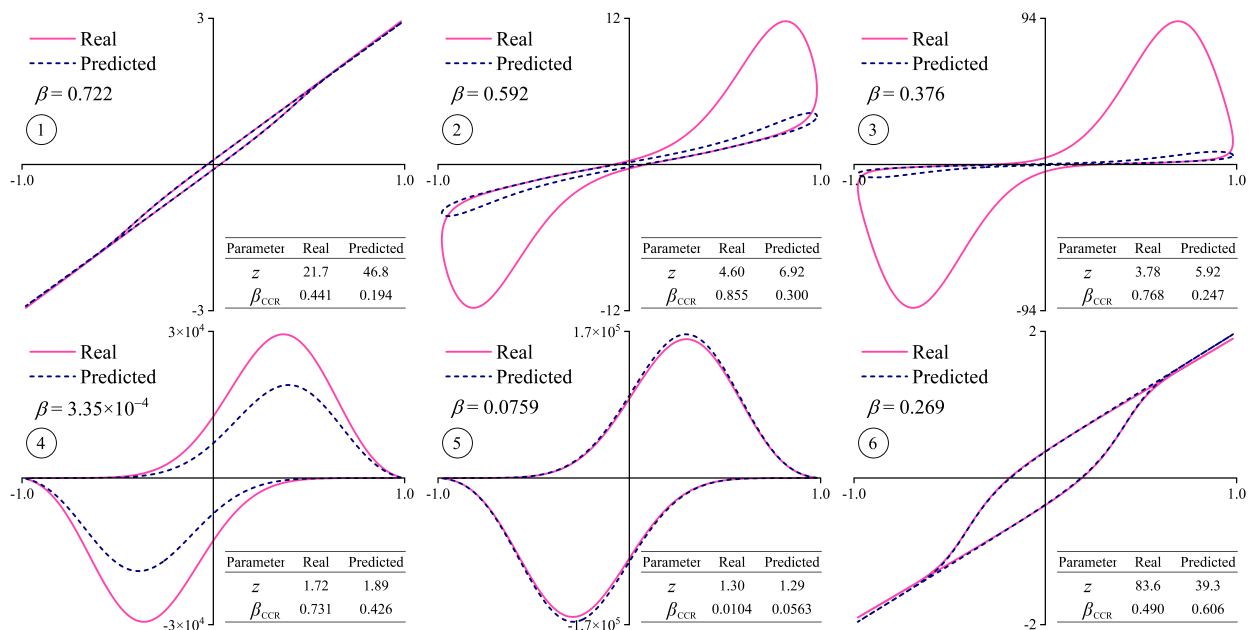 3
Real
Predicted
β = 0.722
1
-1.0
1.0
Parameter Real Predicted
z 21.7 46.8
βCCR 0.441 0.194
-3
12
Real
Predicted
β = 0.592
2
-1.0
1.0
Parameter Real Predicted
z 4.60 6.92
βCCR 0.855 0.300
-12
94
Real
Predicted
β = 0.376
3
-1.0
1.0
Parameter Real Predicted
z 3.78 5.92
βCCR 0.768 0.247
-94
3×10⁴
Real
Predicted
β = 3.35×10⁻⁴
4
-1.0
1.0
Parameter Real Predicted
z 1.72 1.89
βCCR 0.731 0.426
-3×10⁴
1.7×10⁵
Real
Predicted
β = 0.0759
5
-1.0
1.0
Parameter Real Predicted
z 1.30 1.29
βCCR 0.0104 0.0563
-1.7×10⁵
2
Real
Predicted
β = 0.269
6
-1.0
1.0
Parameter Real Predicted
z 83.6 39.3
βCCR 0.490 0.606
-2